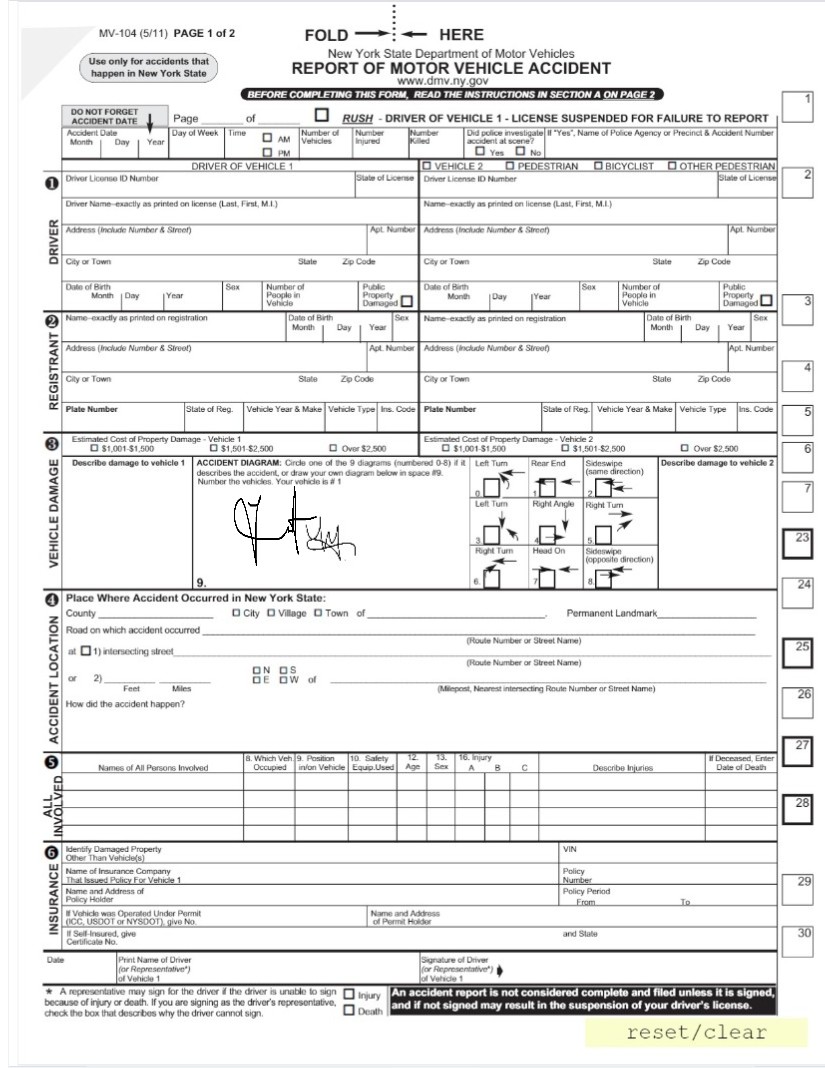 MV-104 (5/11) PAGE 1 of 2
FOLD HERE
Use only for accidents that
happen in New York State
New York State Department of Motor Vehicles
REPORT OF MOTOR VEHICLE ACCIDENT
www.dmv.ny.gov
BEFORE COMPLETING THIS FORM, READ THE INSTRUCTIONS IN SECTION A ON PAGE 2
1
DO NOT FORGET
ACCIDENT DATE
Page ______ of ______ RUSH - DRIVER OF VEHICLE 1 - LICENSE SUSPENDED FOR FAILURE TO REPORT
Accident Date Month Day Year Day of Week Time AM PM Number of Vehicles Number Injured Number Killed Did police investigate accident at scene? Yes No If "Yes", Name of Police Agency or Precinct & Accident Number
DRIVER OF VEHICLE 1 VEHICLE 2 PEDESTRIAN BICYCLIST OTHER PEDESTRIAN
2
1 DRIVER
Driver License ID Number State of License Driver License ID Number State of License
Driver Name–exactly as printed on license (Last, First, M.I.) Name–exactly as printed on license (Last, First, M.I.)
Address (Include Number & Street) Apt. Number Address (Include Number & Street) Apt. Number
City or Town State Zip Code City or Town State Zip Code
Date of Birth Month Day Year Sex Number of People in Vehicle Public Property Damaged Date of Birth Month Day Year Sex Number of People in Vehicle Public Property Damaged
3
2 REGISTRANT
Name–exactly as printed on registration Date of Birth Month Day Year Sex Name–exactly as printed on registration Date of Birth Month Day Year Sex
Address (Include Number & Street) Apt. Number Address (Include Number & Street) Apt. Number
4
City or Town State Zip Code City or Town State Zip Code
Plate Number State of Reg. Vehicle Year & Make Vehicle Type Ins. Code Plate Number State of Reg. Vehicle Year & Make Vehicle Type Ins. Code
5
3 VEHICLE DAMAGE
Estimated Cost of Property Damage - Vehicle 1 Estimated Cost of Property Damage - Vehicle 2
$1,001-$1,500 $1,501-$2,500 Over $2,500 $1,001-$1,500 $1,501-$2,500 Over $2,500
6
Describe damage to vehicle 1
ACCIDENT DIAGRAM: Circle one of the 9 diagrams (numbered 0-8) if it
describes the accident, or draw your own diagram below in space #9.
Number the vehicles. Your vehicle is # 1
9.
Left Turn Rear End Sideswipe (same direction)
0. 1. 2.
Left Turn Right Angle Right Turn
3. 4. 5.
Right Turn Head On Sideswipe (opposite direction)
6. 7. 8.
Describe damage to vehicle 2
7
23
24
4 ACCIDENT LOCATION
Place Where Accident Occurred in New York State:
County ______ City Village Town of ______. Permanent Landmark ______
Road on which accident occurred ______
(Route Number or Street Name)
at 1) intersecting street ______
(Route Number or Street Name)
25
or 2) ______ Feet ______ Miles N S E W of ______
(Milepost, Nearest intersecting Route Number or Street Name)
26
How did the accident happen?
27
5 ALL INVOLVED
Names of All Persons Involved 8. Which Veh. Occupied 9. Position in/on Vehicle 10. Safety Equip.Used 12. Age 13. Sex 16. Injury A B C Describe Injuries If Deceased, Enter Date of Death
28
6 INSURANCE
Identify Damaged Property
Other Than Vehicle(s) VIN
Name of Insurance Company
That Issued Policy For Vehicle 1 Policy Number
29
Name and Address of
Policy Holder Policy Period From To
If Vehicle was Operated Under Permit
(ICC, USDOT or NYSDOT), give No. Name and Address of Permit Holder
If Self-Insured, give
Certificate No. and State
30
Date Print Name of Driver (or Representative*) of Vehicle 1 Signature of Driver (or Representative*) of Vehicle 1
* A representative may sign for the driver if the driver is unable to sign
because of injury or death. If you are signing as the driver's representative,
check the box that describes why the driver cannot sign.
Injury
Death
An accident report is not considered complete and filed unless it is signed,
and if not signed may result in the suspension of your driver's license.
reset/clear